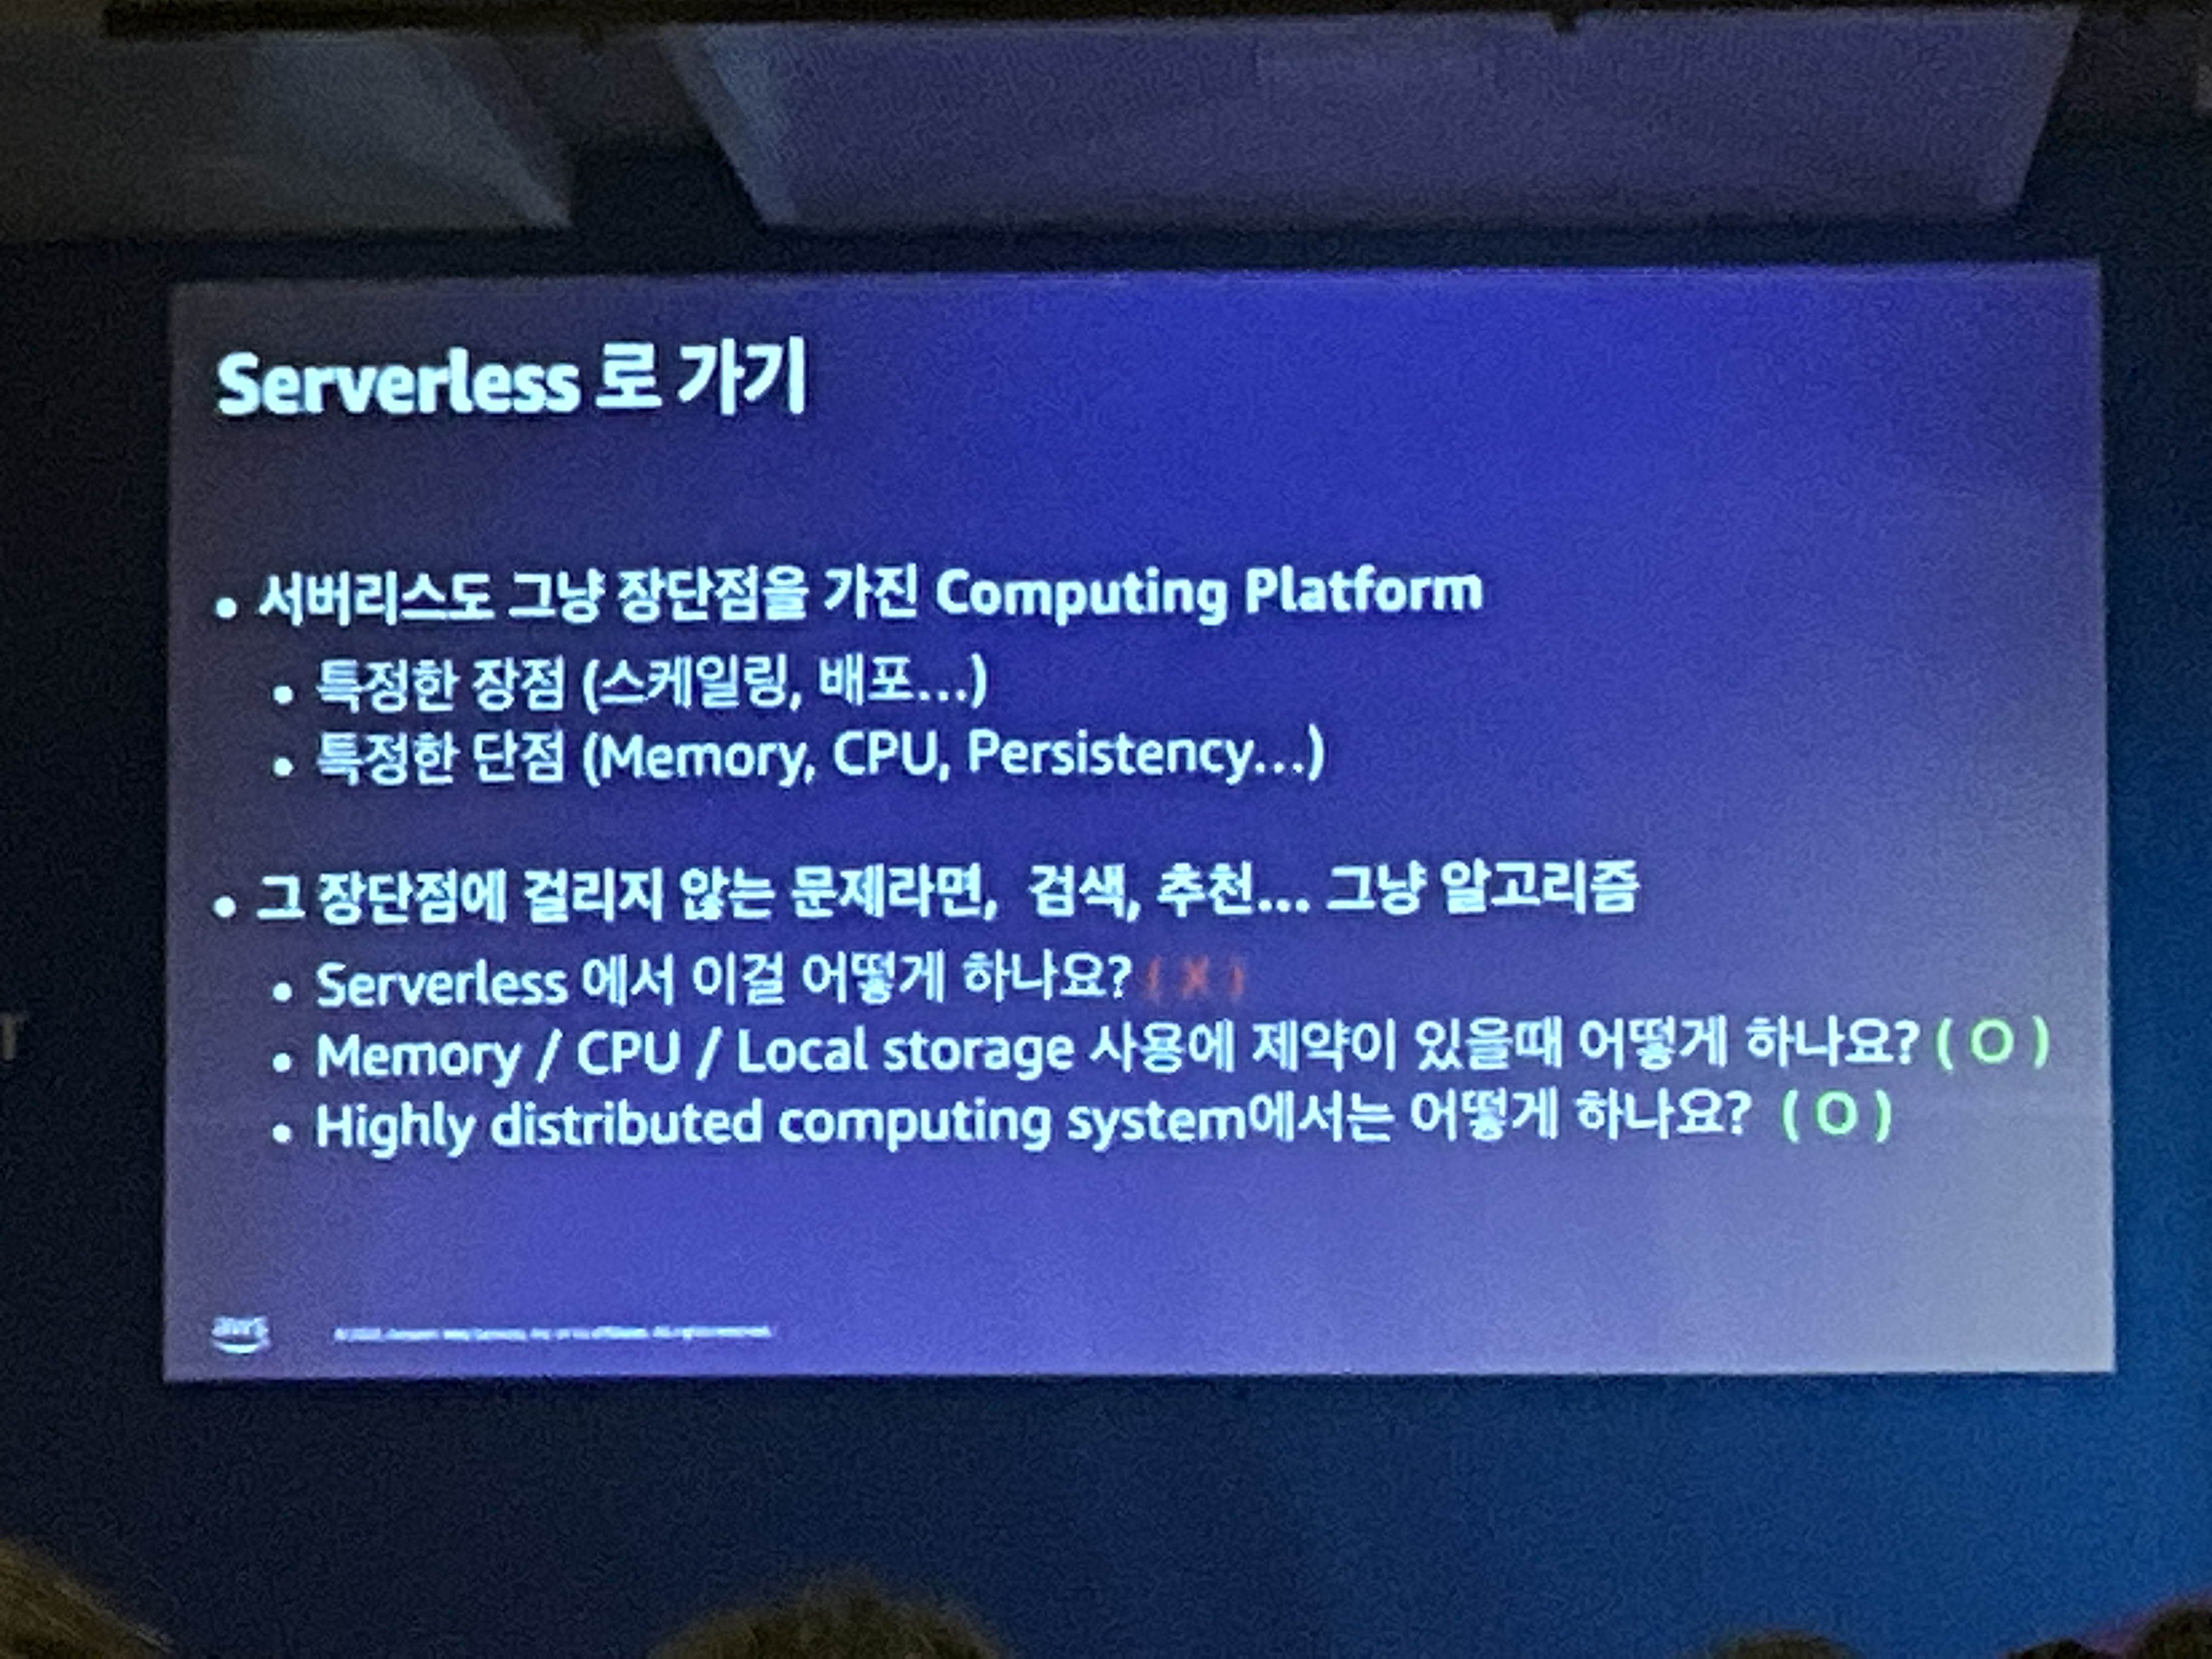 Serverless 로 가기
• 서버리스도 그냥 장단점을 가진 Computing Platform
• 특정한 장점 (스케일링, 배포...)
• 특정한 단점 (Memory, CPU, Persistency...)
• 그 장단점에 걸리지 않는 문제라면, 검색, 추천... 그냥 알고리즘
• Serverless 에서 이걸 어떻게 하나요? ( X )
• Memory / CPU / Local storage 사용에 제약이 있을때 어떻게 하나요? ( O )
• Highly distributed computing system에서는 어떻게 하나요? ( O )
aws